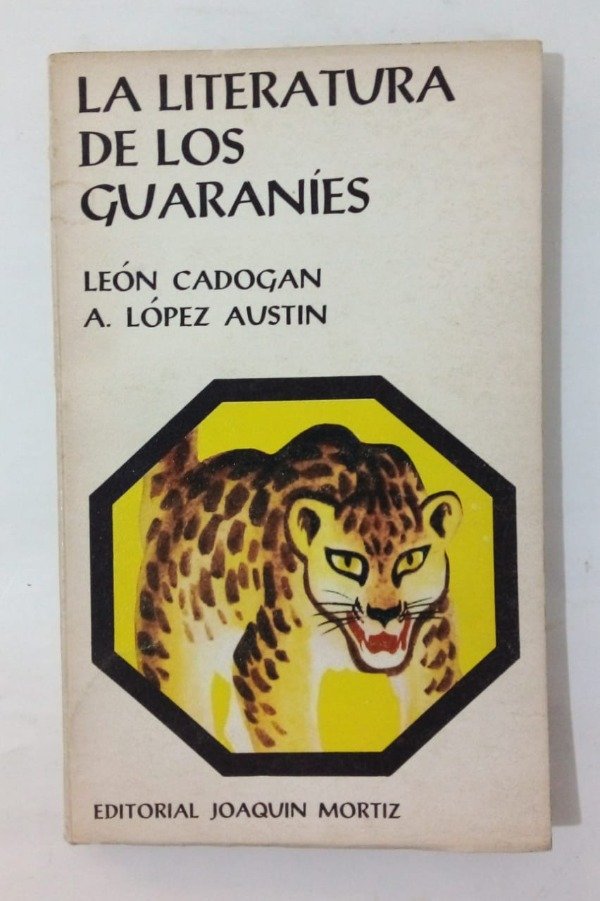 LA LITERATURA
DE LOS
GUARANÍES
LEÓN CADOGAN
A. LÓPEZ AUSTIN
EDITORIAL JOAQUIN MORTIZ